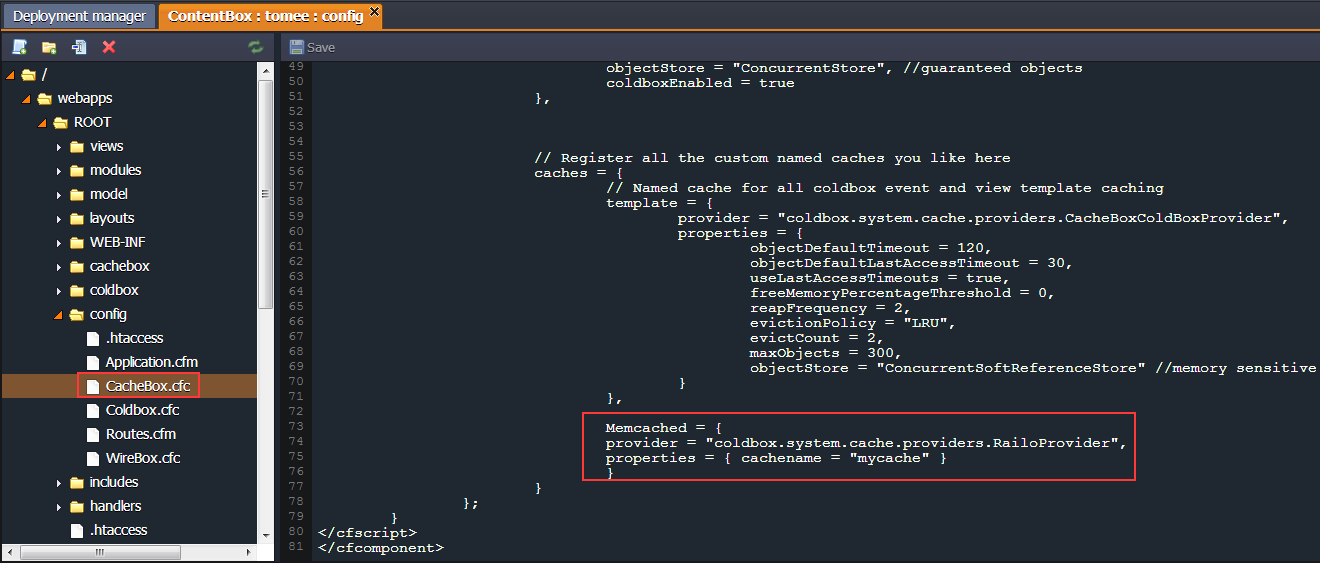 Deployment manager
ContentBox : tomee : config
Save
/
webapps
ROOT
views
modules
model
layouts
WEB-INF
cachebox
coldbox
config
.htaccess
Application.cfm
CacheBox.cfc
Coldbox.cfc
Routes.cfm
WireBox.cfc
includes
handlers
.htaccess
49 objectStore = "ConcurrentStore", //guaranteed objects
50 coldboxEnabled = true
51 },
52
53
54
55 // Register all the custom named caches you like here
56 caches = {
57 // Named cache for all coldbox event and view template caching
58 template = {
59 provider = "coldbox.system.cache.providers.CacheBoxColdBoxProvider",
60 properties = {
61 objectDefaultTimeout = 120,
62 objectDefaultLastAccessTimeout = 30,
63 useLastAccessTimeouts = true,
64 freeMemoryPercentageThreshold = 0,
65 reapFrequency = 2,
66 evictionPolicy = "LRU",
67 evictCount = 2,
68 maxObjects = 300,
69 objectStore = "ConcurrentSoftReferenceStore" //memory sensitive
70 }
71 },
72
73 Memcached = {
74 provider = "coldbox.system.cache.providers.RailoProvider",
75 properties = { cachename = "mycache" }
76 }
77 }
78 };
79 }
80 </cfscript>
81 </cfcomponent>